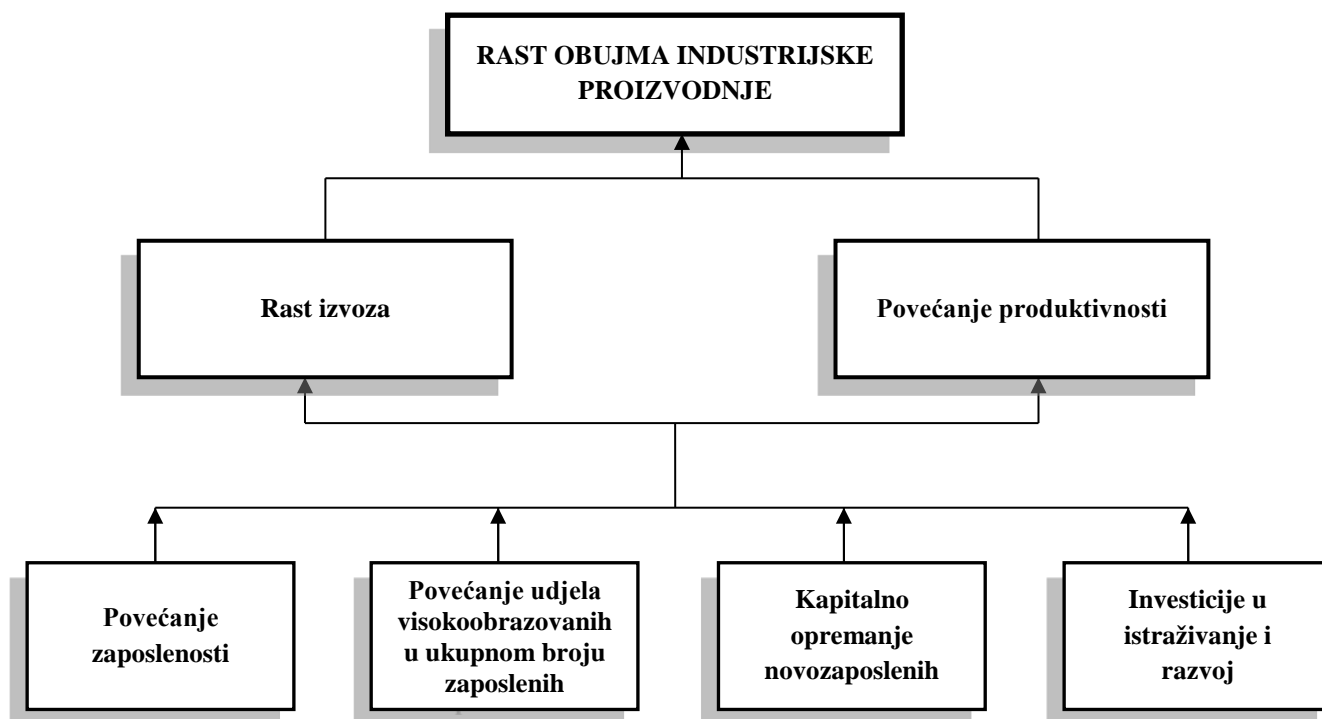 RAST OBUJMA INDUSTRIJSKE
PROIZVODNJE
Rast izvoza
Povećanje produktivnosti
Povećanje
zaposlenosti
Povećanje udjela
visokoobrazovanih
u ukupnom broju
zaposlenih
Kapitalno
opremanje
novozaposlenih
Investicije u
istraživanje i
razvoj